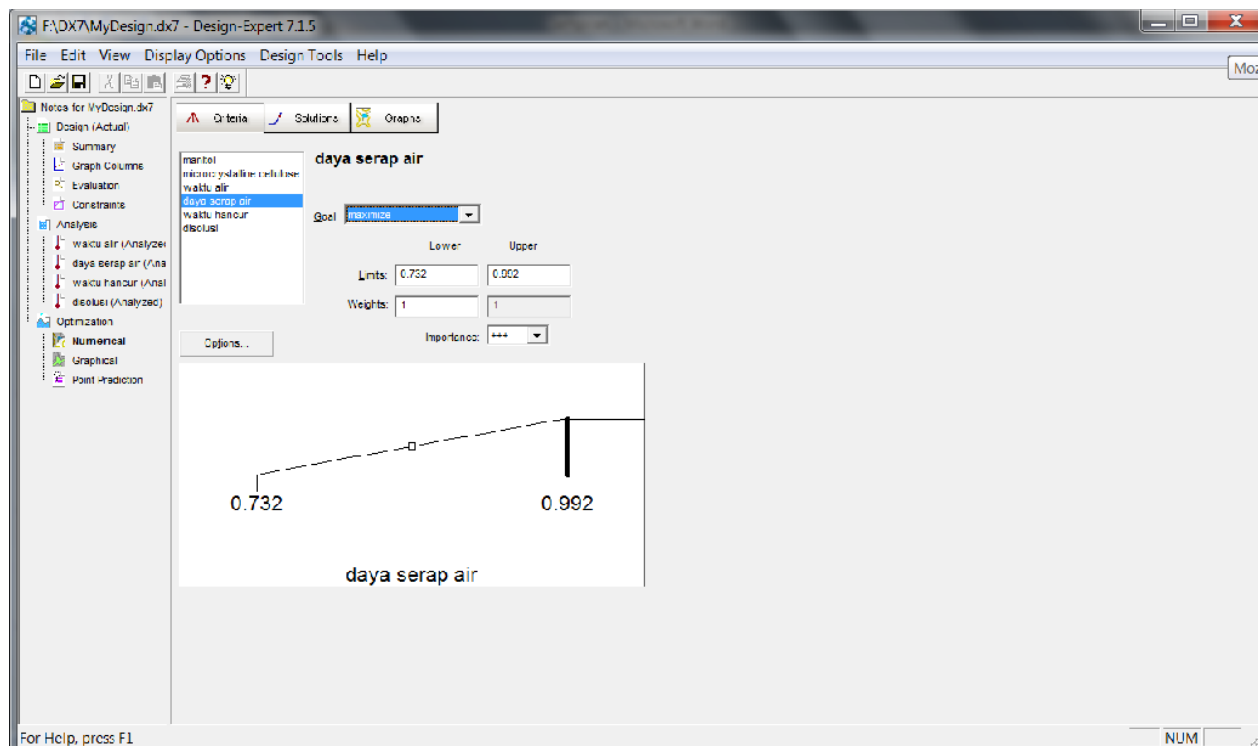 F:\DX7\MyDesign.dx7 - Design-Expert 7.1.5
File Edit View Display Options Design Tools Help
Moz
Notes for MyDesign.dx7
Design (Actual)
Summary
Graph Columns
Evaluation
Constraints
Analysis
waktu alir (Analyze
daya serap air (Ana
waktu hancur (Anal
disolusi (Analyzed)
Optimization
Numerical
Graphical
Point Prediction
Criteria Solutions Graphs
manitol
microcrystalline cellulose
waktu alir
daya serap air
waktu hancur
disolusi
daya serap air
Goal maximize
Lower Upper
Limits: 0.732 0.992
Weights: 1 1
Importance: +++
Options...
0.732 0.992
daya serap air
For Help, press F1 NUM